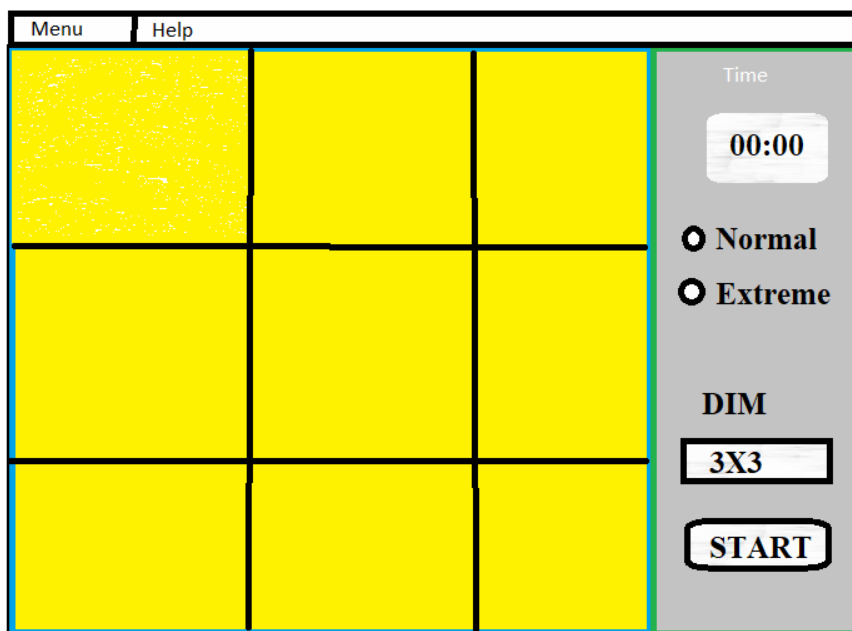 Menu
Help
Time
00:00
Normal
Extreme
DIM
3X3
START